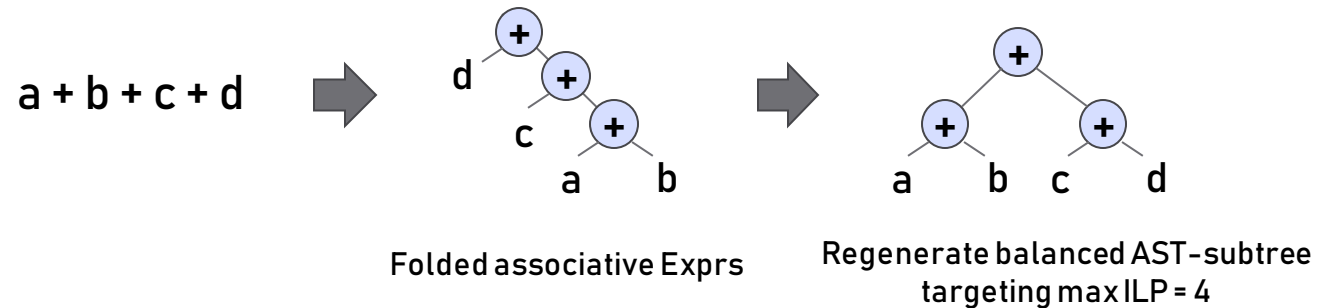 a + b + c + d
+
d
+
c
+
a
b
+
+
+
a
b
c
d
Folded associative Exprs
Regenerate balanced AST-subtree
targeting max ILP = 4